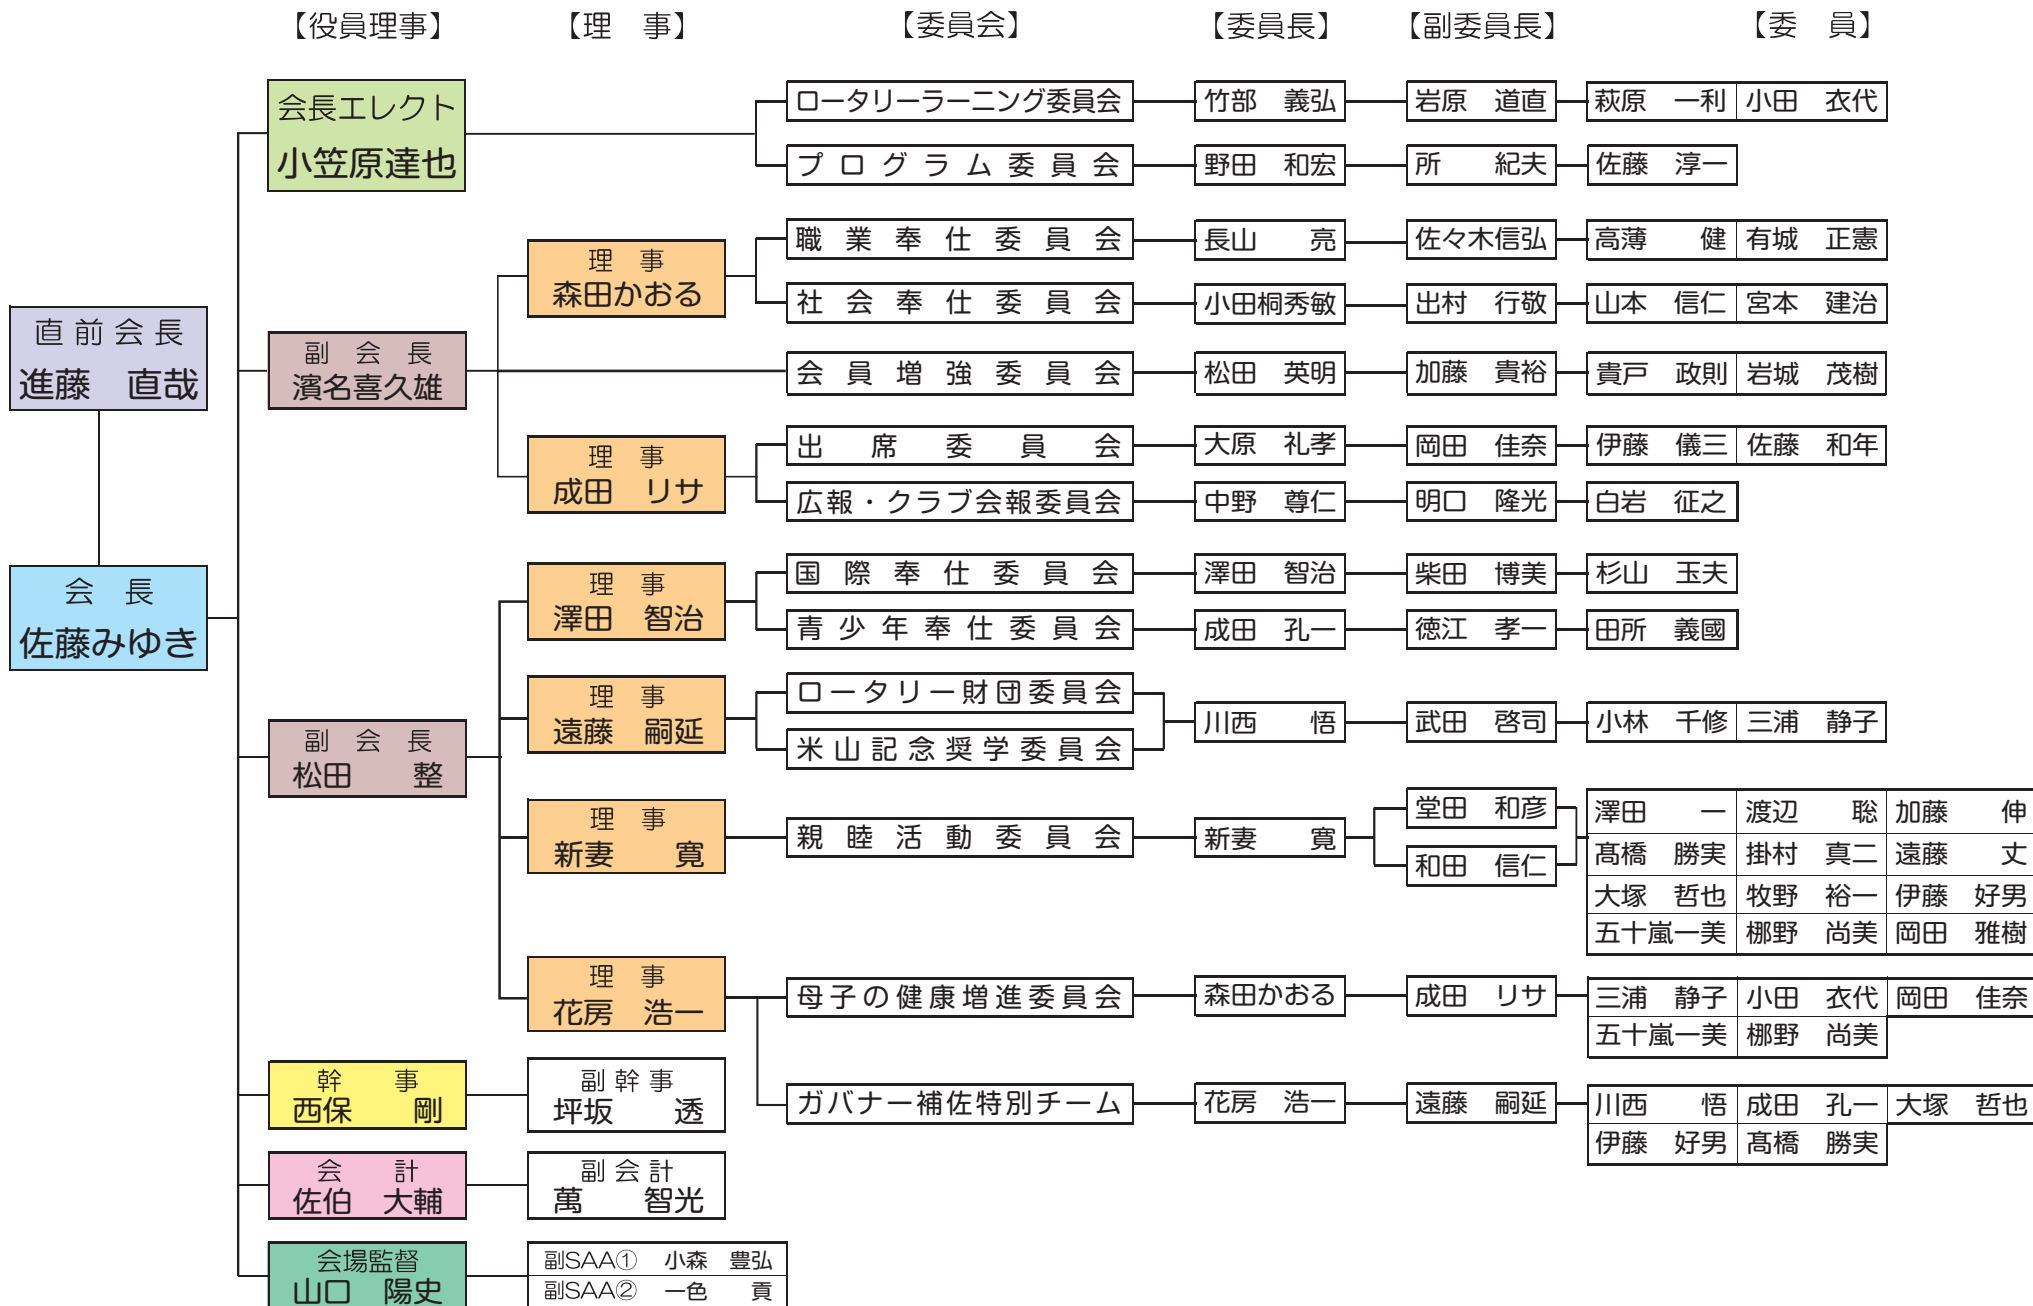 【役員理事】 【理　事】 【委員会】 【委員長】 【副委員長】 【委　員】
直前会長
進藤　直哉
会　長
佐藤みゆき
会長エレクト
小笠原達也
ロータリーラーニング委員会 竹部　義弘 岩原　道直 萩原　一利 小田　衣代
プログラム委員会 野田　和宏 所　　紀夫 佐藤　淳一
副　会　長
濱名喜久雄
理　事
森田かおる
職業奉仕委員会 長山　　亮 佐々木信弘 高薄　　健 有城　正憲
社会奉仕委員会 小田桐秀敏 出村　行敬 山本　信仁 宮本　建治
会員増強委員会 松田　英明 加藤　貴裕 貴戸　政則 岩城　茂樹
理　事
成田　リサ
出席委員会 大原　礼孝 岡田　佳奈 伊藤　儀三 佐藤　和年
広報・クラブ会報委員会 中野　尊仁 明口　隆光 白岩　征之
副　会　長
松田　　整
理　事
澤田　智治
国際奉仕委員会 澤田　智治 柴田　博美 杉山　玉夫
青少年奉仕委員会 成田　孔一 徳江　孝一 田所　義國
理　事
遠藤　嗣延
ロータリー財団委員会
米山記念奨学委員会
川西　　悟 武田　啓司 小林　千修 三浦　静子
理　事
新妻　　寛
親睦活動委員会 新妻　　寛
堂田　和彦
和田　信仁
澤田　　一 渡辺　　聡 加藤　　伸
髙橋　勝実 掛村　真二 遠藤　　丈
大塚　哲也 牧野　裕一 伊藤　好男
五十嵐一美 梛野　尚美 岡田　雅樹
理　事
花房　浩一
母子の健康増進委員会 森田かおる 成田　リサ 三浦　静子 小田　衣代 岡田　佳奈
五十嵐一美 梛野　尚美
ガバナー補佐特別チーム 花房　浩一 遠藤　嗣延 川西　　悟 成田　孔一 大塚　哲也
伊藤　好男 髙橋　勝実
幹　　事
西保　　剛
副幹事
坪坂　　透
会　　計
佐伯　大輔
副会計
萬　　智光
会場監督
山口　陽史
副SAA①　小森　豊弘
副SAA②　一色　　貢